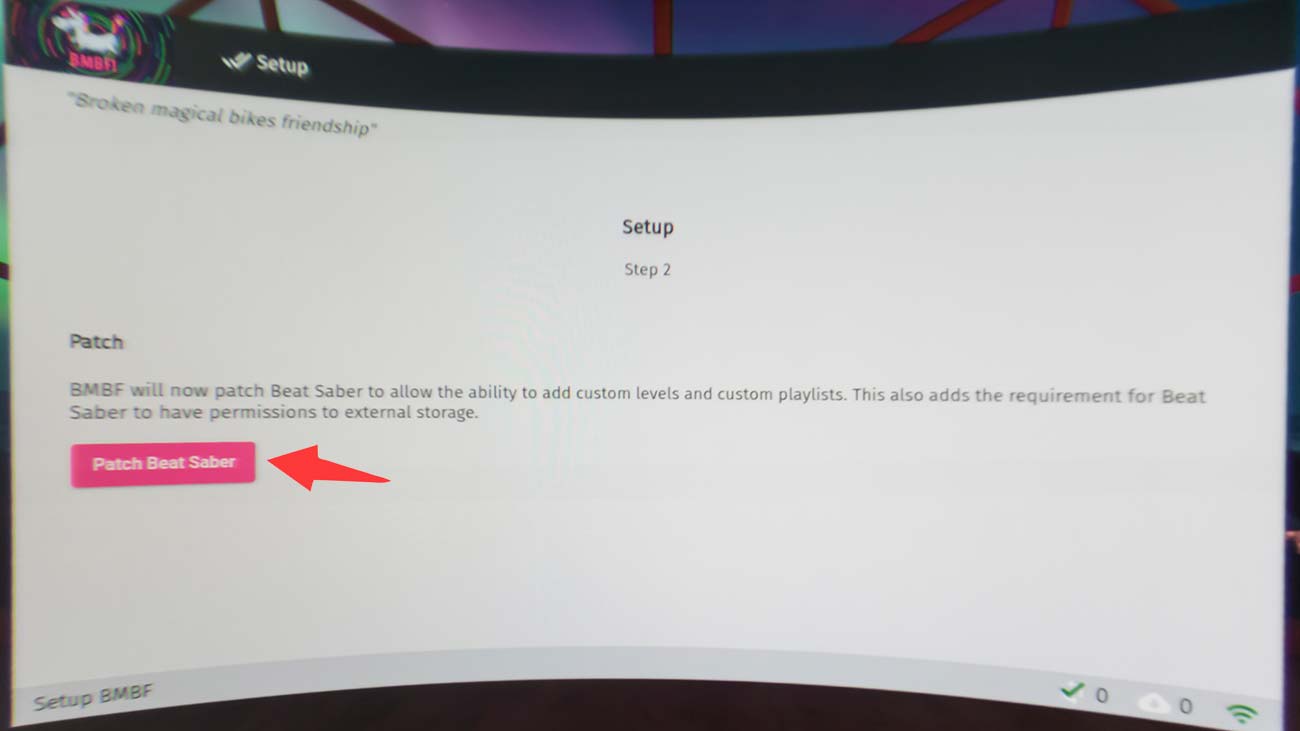 BMBF
Setup
"Broken magical bikes friendship"
Setup
Step 2
Patch
BMBF will now patch Beat Saber to allow the ability to add custom levels and custom playlists. This also adds the requirement for Beat
Saber to have permissions to external storage.
Patch Beat Saber
Setup BMBF
0
0